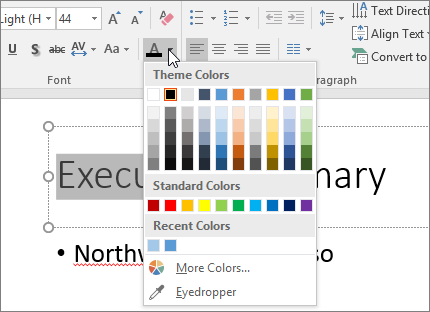 Light (H
44
Text Directi
U S abc AV Aa A
Align Text
Convert to
Font
agraph
Theme Colors
Execu
mary
Standard Colors
Recent Colors
• Northw
so
More Colors...
Eyedropper